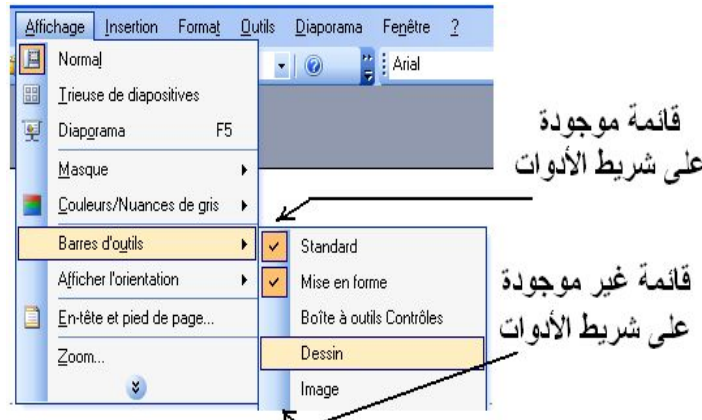 Affichage Insertion Format Outils Diaporama Fenêtre ?
Normal
Arial
Trieuse de diapositives
Diaporama F5
Masque
Couleurs/Nuances de gris
Barres d'outils
Standard
Afficher l'orientation
Mise en forme
En-tête et pied de page...
Boîte à outils Contrôles
Zoom...
Dessin
Image
قائمة موجودة
على شريط الأدوات
قائمة غير موجودة
على شريط الأدوات